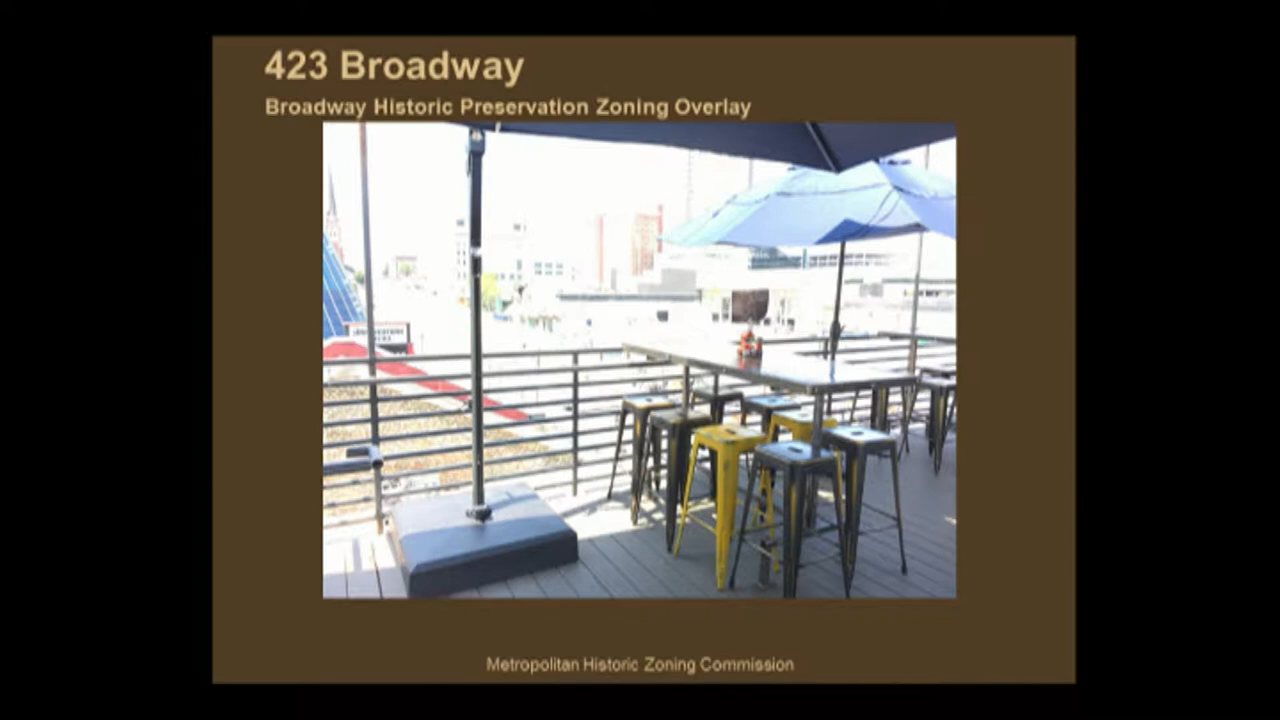 423 Broadway
Broadway Historic Preservation Zoning Overlay
Metropolitan Historic Zoning Commission